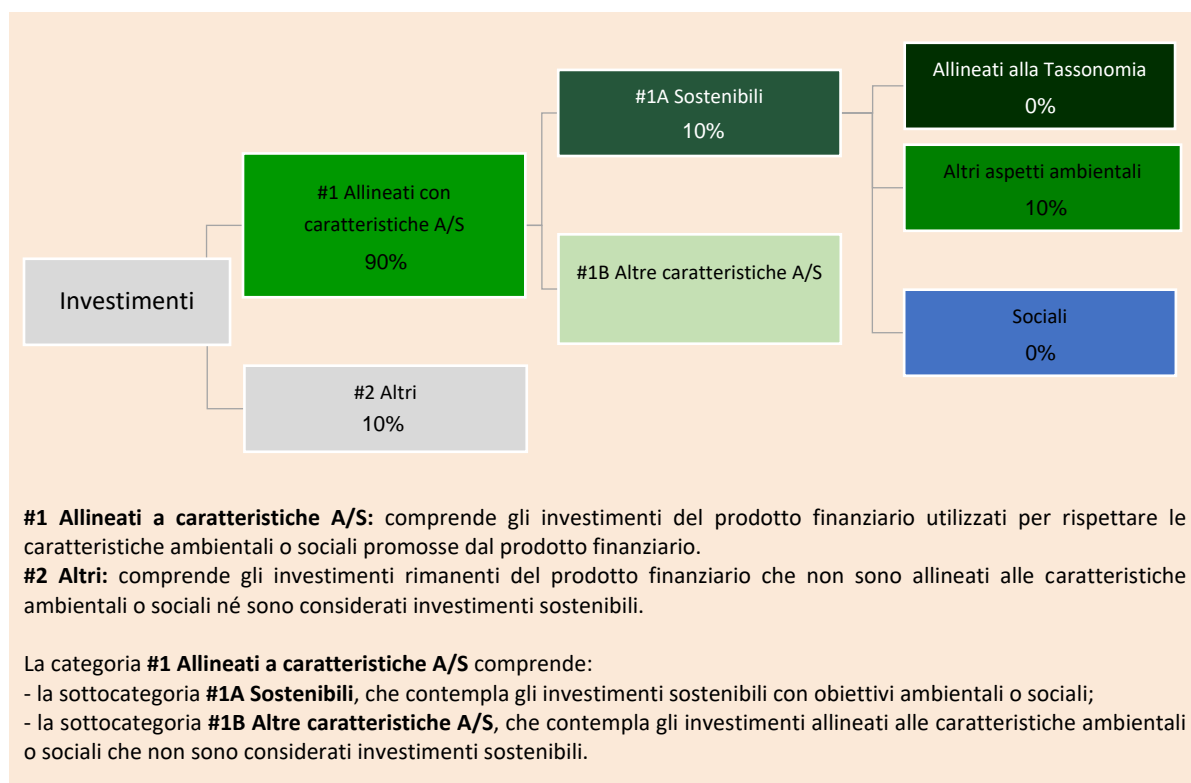 Investimenti
#1 Allineati con
caratteristiche A/S
90%
#2 Altri
10%
#1A Sostenibili
10%
#1B Altre caratteristiche A/S
Allineati alla Tassonomia
0%
Altri aspetti ambientali
10%
Sociali
0%
#1 Allineati a caratteristiche A/S: comprende gli investimenti del prodotto finanziario utilizzati per rispettare le
caratteristiche ambientali o sociali promosse dal prodotto finanziario.
#2 Altri: comprende gli investimenti rimanenti del prodotto finanziario che non sono allineati alle caratteristiche
ambientali o sociali né sono considerati investimenti sostenibili.
La categoria #1 Allineati a caratteristiche A/S comprende:
- la sottocategoria #1A Sostenibili, che contempla gli investimenti sostenibili con obiettivi ambientali o sociali;
- la sottocategoria #1B Altre caratteristiche A/S, che contempla gli investimenti allineati alle caratteristiche ambientali
o sociali che non sono considerati investimenti sostenibili.